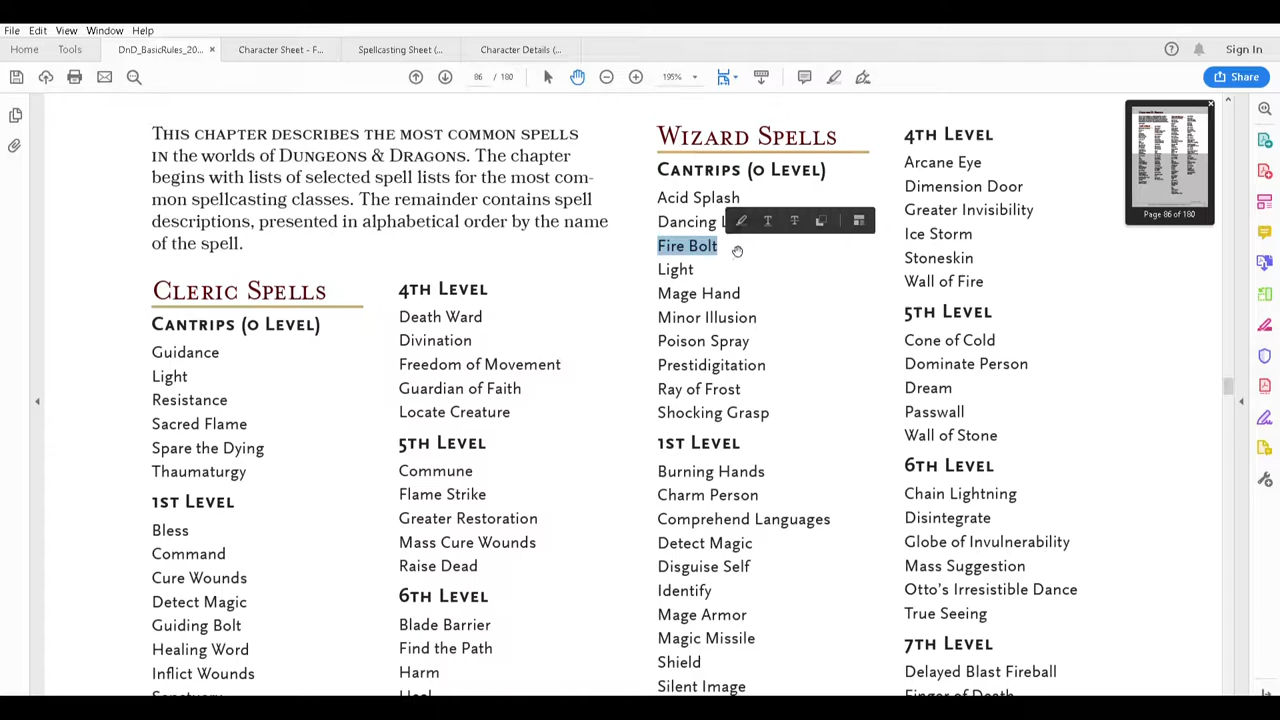 File Edit View Window Help
Home Tools DnD_BasicRules_20... × Character Sheet - F... Spellcasting Sheet (... Character Details (... Sign In
86 / 180 195% Share
THIS CHAPTER DESCRIBES THE MOST COMMON SPELLS
IN the worlds of DUNGEONS & DRAGONS. The chapter
begins with lists of selected spell lists for the most com-
mon spellcasting classes. The remainder contains spell
descriptions, presented in alphabetical order by the name
of the spell.
CLERIC SPELLS
CANTRIPS (0 LEVEL)
Guidance
Light
Resistance
Sacred Flame
Spare the Dying
Thaumaturgy
1ST LEVEL
Bless
Command
Cure Wounds
Detect Magic
Guiding Bolt
Healing Word
Inflict Wounds
4TH LEVEL
Death Ward
Divination
Freedom of Movement
Guardian of Faith
Locate Creature
5TH LEVEL
Commune
Flame Strike
Greater Restoration
Mass Cure Wounds
Raise Dead
6TH LEVEL
Blade Barrier
Find the Path
Harm
WIZARD SPELLS
CANTRIPS (0 LEVEL)
Acid Splash
Dancing
Fire Bolt
Light
Mage Hand
Minor Illusion
Poison Spray
Prestidigitation
Ray of Frost
Shocking Grasp
1ST LEVEL
Burning Hands
Charm Person
Comprehend Languages
Detect Magic
Disguise Self
Identify
Mage Armor
Magic Missile
Shield
Silent Image
4TH LEVEL
Arcane Eye
Dimension Door
Greater Invisibility
Ice Storm
Stoneskin
Wall of Fire
5TH LEVEL
Cone of Cold
Dominate Person
Dream
Passwall
Wall of Stone
6TH LEVEL
Chain Lightning
Disintegrate
Globe of Invulnerability
Mass Suggestion
Otto's Irresistible Dance
True Seeing
7TH LEVEL
Delayed Blast Fireball
Page 86 of 180